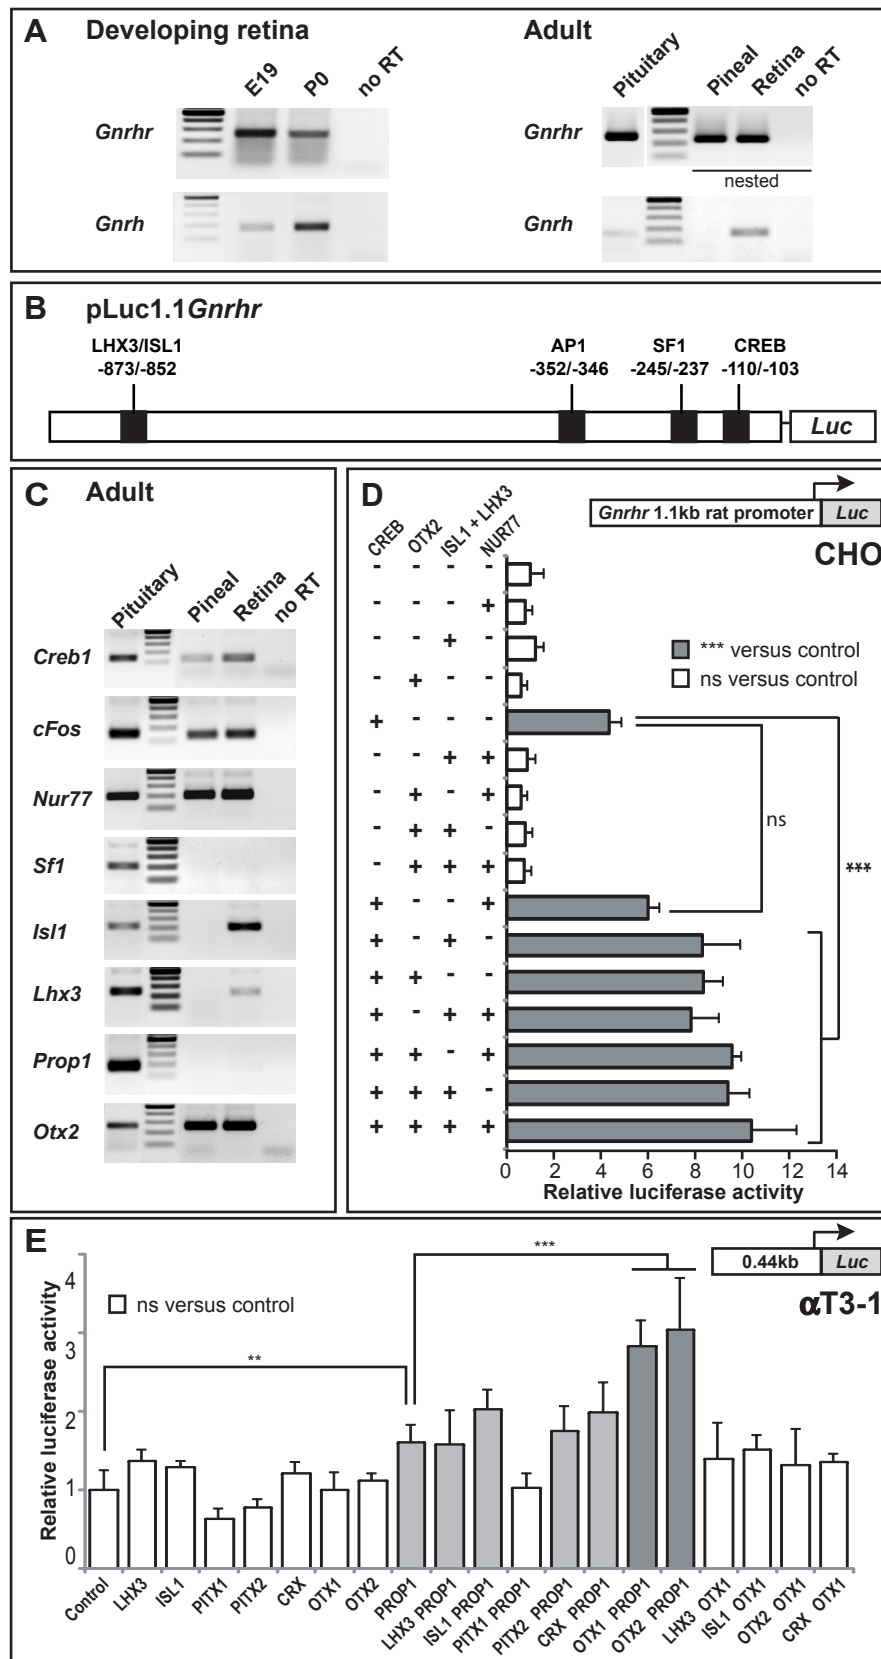 A Developing retina Adult
E19 P0 no RT Pituitary Pineal Retina no RT
Gnrhr Gnrhr
nested
Gnrh Gnrh
B pLuc1.1Gnrhr
LHX3/ISL1 AP1 SF1 CREB
-873/-852 -352/-346 -245/-237 -110/-103
Luc
C Adult
Pituitary Pineal Retina no RT
Creb1
cFos
Nur77
Sf1
Isl1
Lhx3
Prop1
Otx2
D
Gnrhr 1.1kb rat promoter Luc
CHO
CREB OTX2 ISL1 + LHX3 NUR77
- - - -
- - - +
- - + -
- + - -
+ - - -
- - + +
- + - +
- + + -
- + + +
+ - - +
+ - + -
+ + - -
+ - + +
+ + - +
+ + + -
+ + + +
*** versus control
ns versus control
ns
***
0 2 4 6 8 10 12 14
Relative luciferase activity
E
0.44kb Luc
αT3-1
ns versus control
**
***
Relative luciferase activity
4
3
2
1
0
Control LHX3 ISL1 PITX1 PITX2 CRX OTX1 OTX2 PROP1 LHX3 PROP1 ISL1 PROP1 PITX1 PROP1 PITX2 PROP1 CRX PROP1 OTX1 PROP1 OTX2 PROP1 LHX3 OTX1 ISL1 OTX1 OTX2 OTX1 CRX OTX1